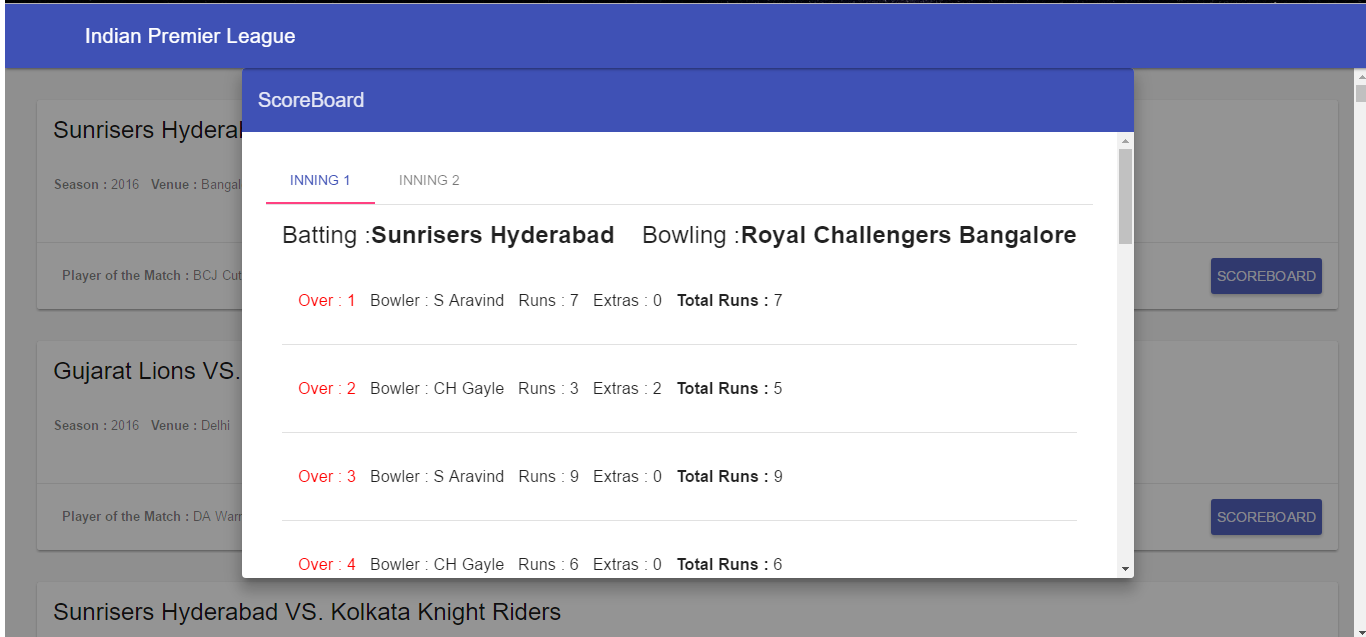 Indian Premier League
ScoreBoard
INNING 1 INNING 2
Batting :Sunrisers Hyderabad Bowling :Royal Challengers Bangalore
Over : 1 Bowler : S Aravind Runs : 7 Extras : 0 Total Runs : 7
Over : 2 Bowler : CH Gayle Runs : 3 Extras : 2 Total Runs : 5
Over : 3 Bowler : S Aravind Runs : 9 Extras : 0 Total Runs : 9
Over : 4 Bowler : CH Gayle Runs : 6 Extras : 0 Total Runs : 6
Sunrisers
Season : 2016 Venue :
Player of the Match : BCJ
SCOREBOARD
Gujarat Lions VS.
Season : 2016 Venue : Delhi
Player of the Match : DA
SCOREBOARD
Sunrisers Hyderabad VS. Kolkata Knight Riders